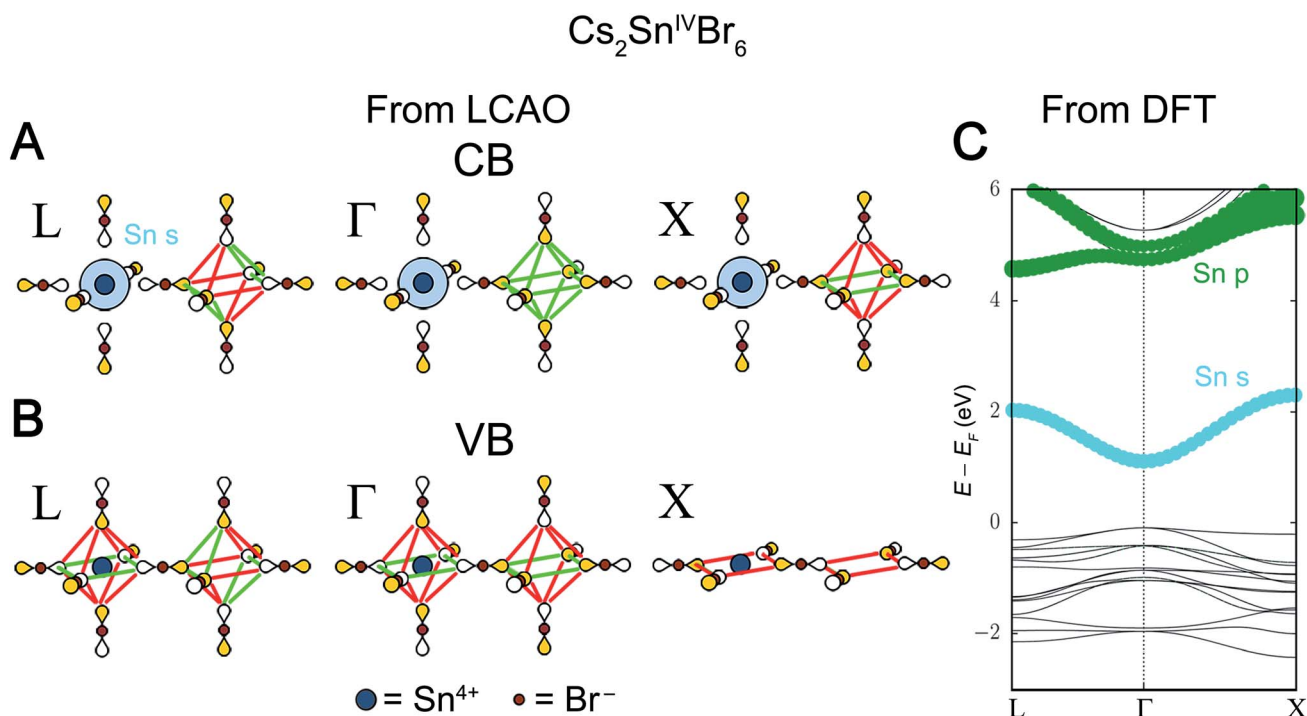 Cs₂SnᴵⱽBr₆
From LCAO
From DFT
A
CB
C
L
Sn s
Γ
X
B
VB
L
Γ
X
= Sn⁴⁺
= Br⁻
E − E_F (eV)
6
4
2
0
−2
Sn p
Sn s
L
Γ
X